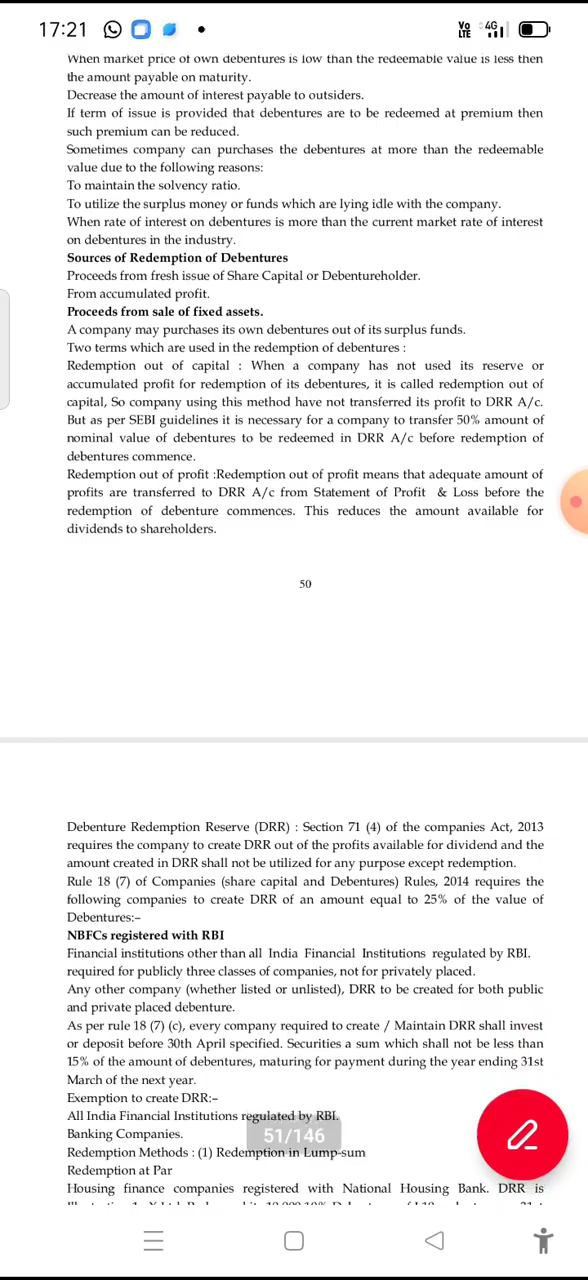 17:21
Vo LTE 4G
When market price of own debentures is low than the redeemable value is less then
the amount payable on maturity.
Decrease the amount of interest payable to outsiders.
If term of issue is provided that debentures are to be redeemed at premium then
such premium can be reduced.
Sometimes company can purchases the debentures at more than the redeemable
value due to the following reasons:
To maintain the solvency ratio.
To utilize the surplus money or funds which are lying idle with the company.
When rate of interest on debentures is more than the current market rate of interest
on debentures in the industry.
Sources of Redemption of Debentures
Proceeds from fresh issue of Share Capital or Debentureholder.
From accumulated profit.
Proceeds from sale of fixed assets.
A company may purchases its own debentures out of its surplus funds.
Two terms which are used in the redemption of debentures :
Redemption out of capital : When a company has not used its reserve or
accumulated profit for redemption of its debentures, it is called redemption out of
capital, So company using this method have not transferred its profit to DRR A/c.
But as per SEBI guidelines it is necessary for a company to transfer 50% amount of
nominal value of debentures to be redeemed in DRR A/c before redemption of
debentures commence.
Redemption out of profit :Redemption out of profit means that adequate amount of
profits are transferred to DRR A/c from Statement of Profit & Loss before the
redemption of debenture commences. This reduces the amount available for
dividends to shareholders.
50
Debenture Redemption Reserve (DRR) : Section 71 (4) of the companies Act, 2013
requires the company to create DRR out of the profits available for dividend and the
amount created in DRR shall not be utilized for any purpose except redemption.
Rule 18 (7) of Companies (share capital and Debentures) Rules, 2014 requires the
following companies to create DRR of an amount equal to 25% of the value of
Debentures:–
NBFCs registered with RBI
Financial institutions other than all India Financial Institutions regulated by RBI.
required for publicly three classes of companies, not for privately placed.
Any other company (whether listed or unlisted), DRR to be created for both public
and private placed debenture.
As per rule 18 (7) (c), every company required to create / Maintain DRR shall invest
or deposit before 30th April specified. Securities a sum which shall not be less than
15% of the amount of debentures, maturing for payment during the year ending 31st
March of the next year.
Exemption to create DRR:–
All India Financial Institutions regulated by RBI.
Banking Companies.
51/146
Redemption Methods : (1) Redemption in Lump-sum
Redemption at Par
Housing finance companies registered with National Housing Bank. DRR is